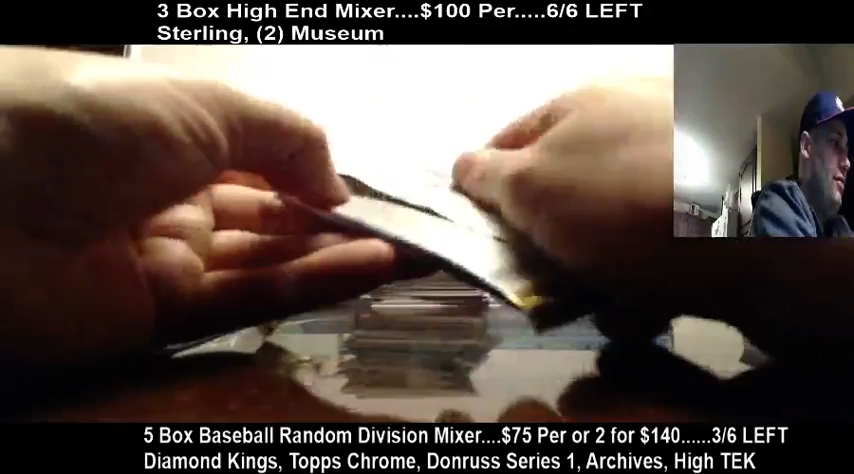 3 Box High End Mixer....$100 Per.....6/6 LEFT
Sterling, (2) Museum
5 Box Baseball Random Division Mixer....$75 Per or 2 for $140......3/6 LEFT
Diamond Kings, Topps Chrome, Donruss Series 1, Archives, High TEK